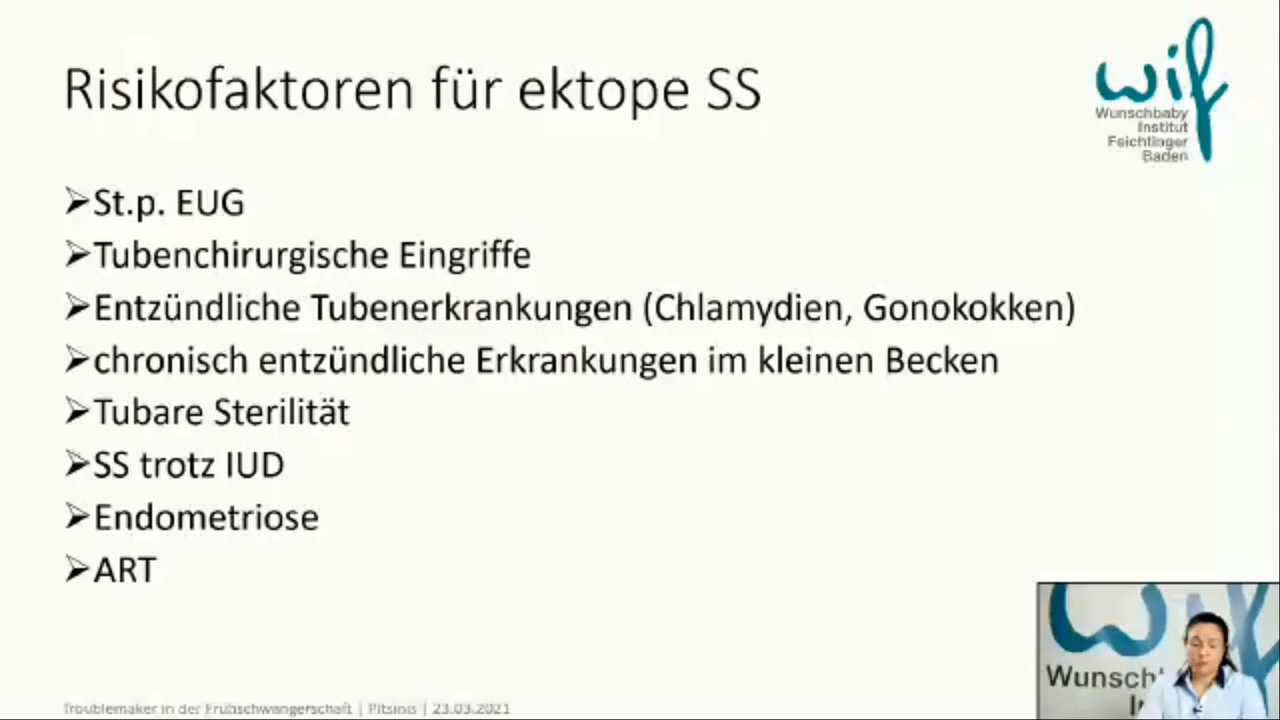 Risikofaktoren für ektope SS
wif
Wunschbaby
Institut
Feichtinger
Baden
➢St.p. EUG
➢Tubenchirurgische Eingriffe
➢Entzündliche Tubenerkrankungen (Chlamydien, Gonokokken)
➢chronisch entzündliche Erkrankungen im kleinen Becken
➢Tubare Sterilität
➢SS trotz IUD
➢Endometriose
➢ART
Wunsch
Troublemaker in der Frühschwangerschaft | Pitsinis | 23.03.2021